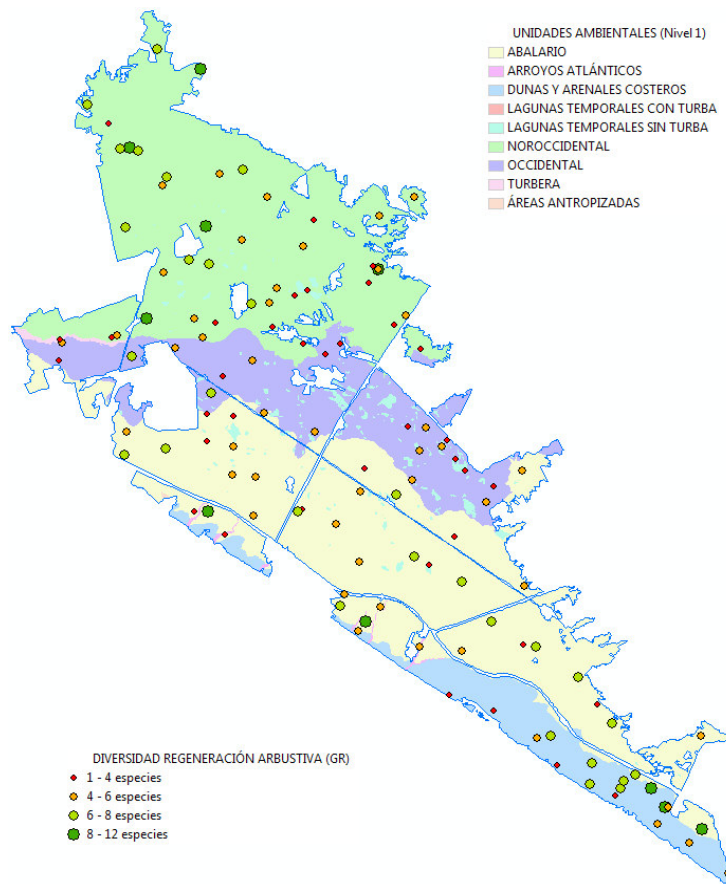 UNIDADES AMBIENTALES (Nivel 1)
ABALARIO
ARROYOS ATLÁNTICOS
DUNAS Y ARENALES COSTEROS
LAGUNAS TEMPORALES CON TURBA
LAGUNAS TEMPORALES SIN TURBA
NOROCCIDENTAL
OCCIDENTAL
TURBERA
ÁREAS ANTROPIZADAS
DIVERSIDAD REGENERACIÓN ARBUSTIVA (GR)
1 - 4 especies
4 - 6 especies
6 - 8 especies
8 - 12 especies